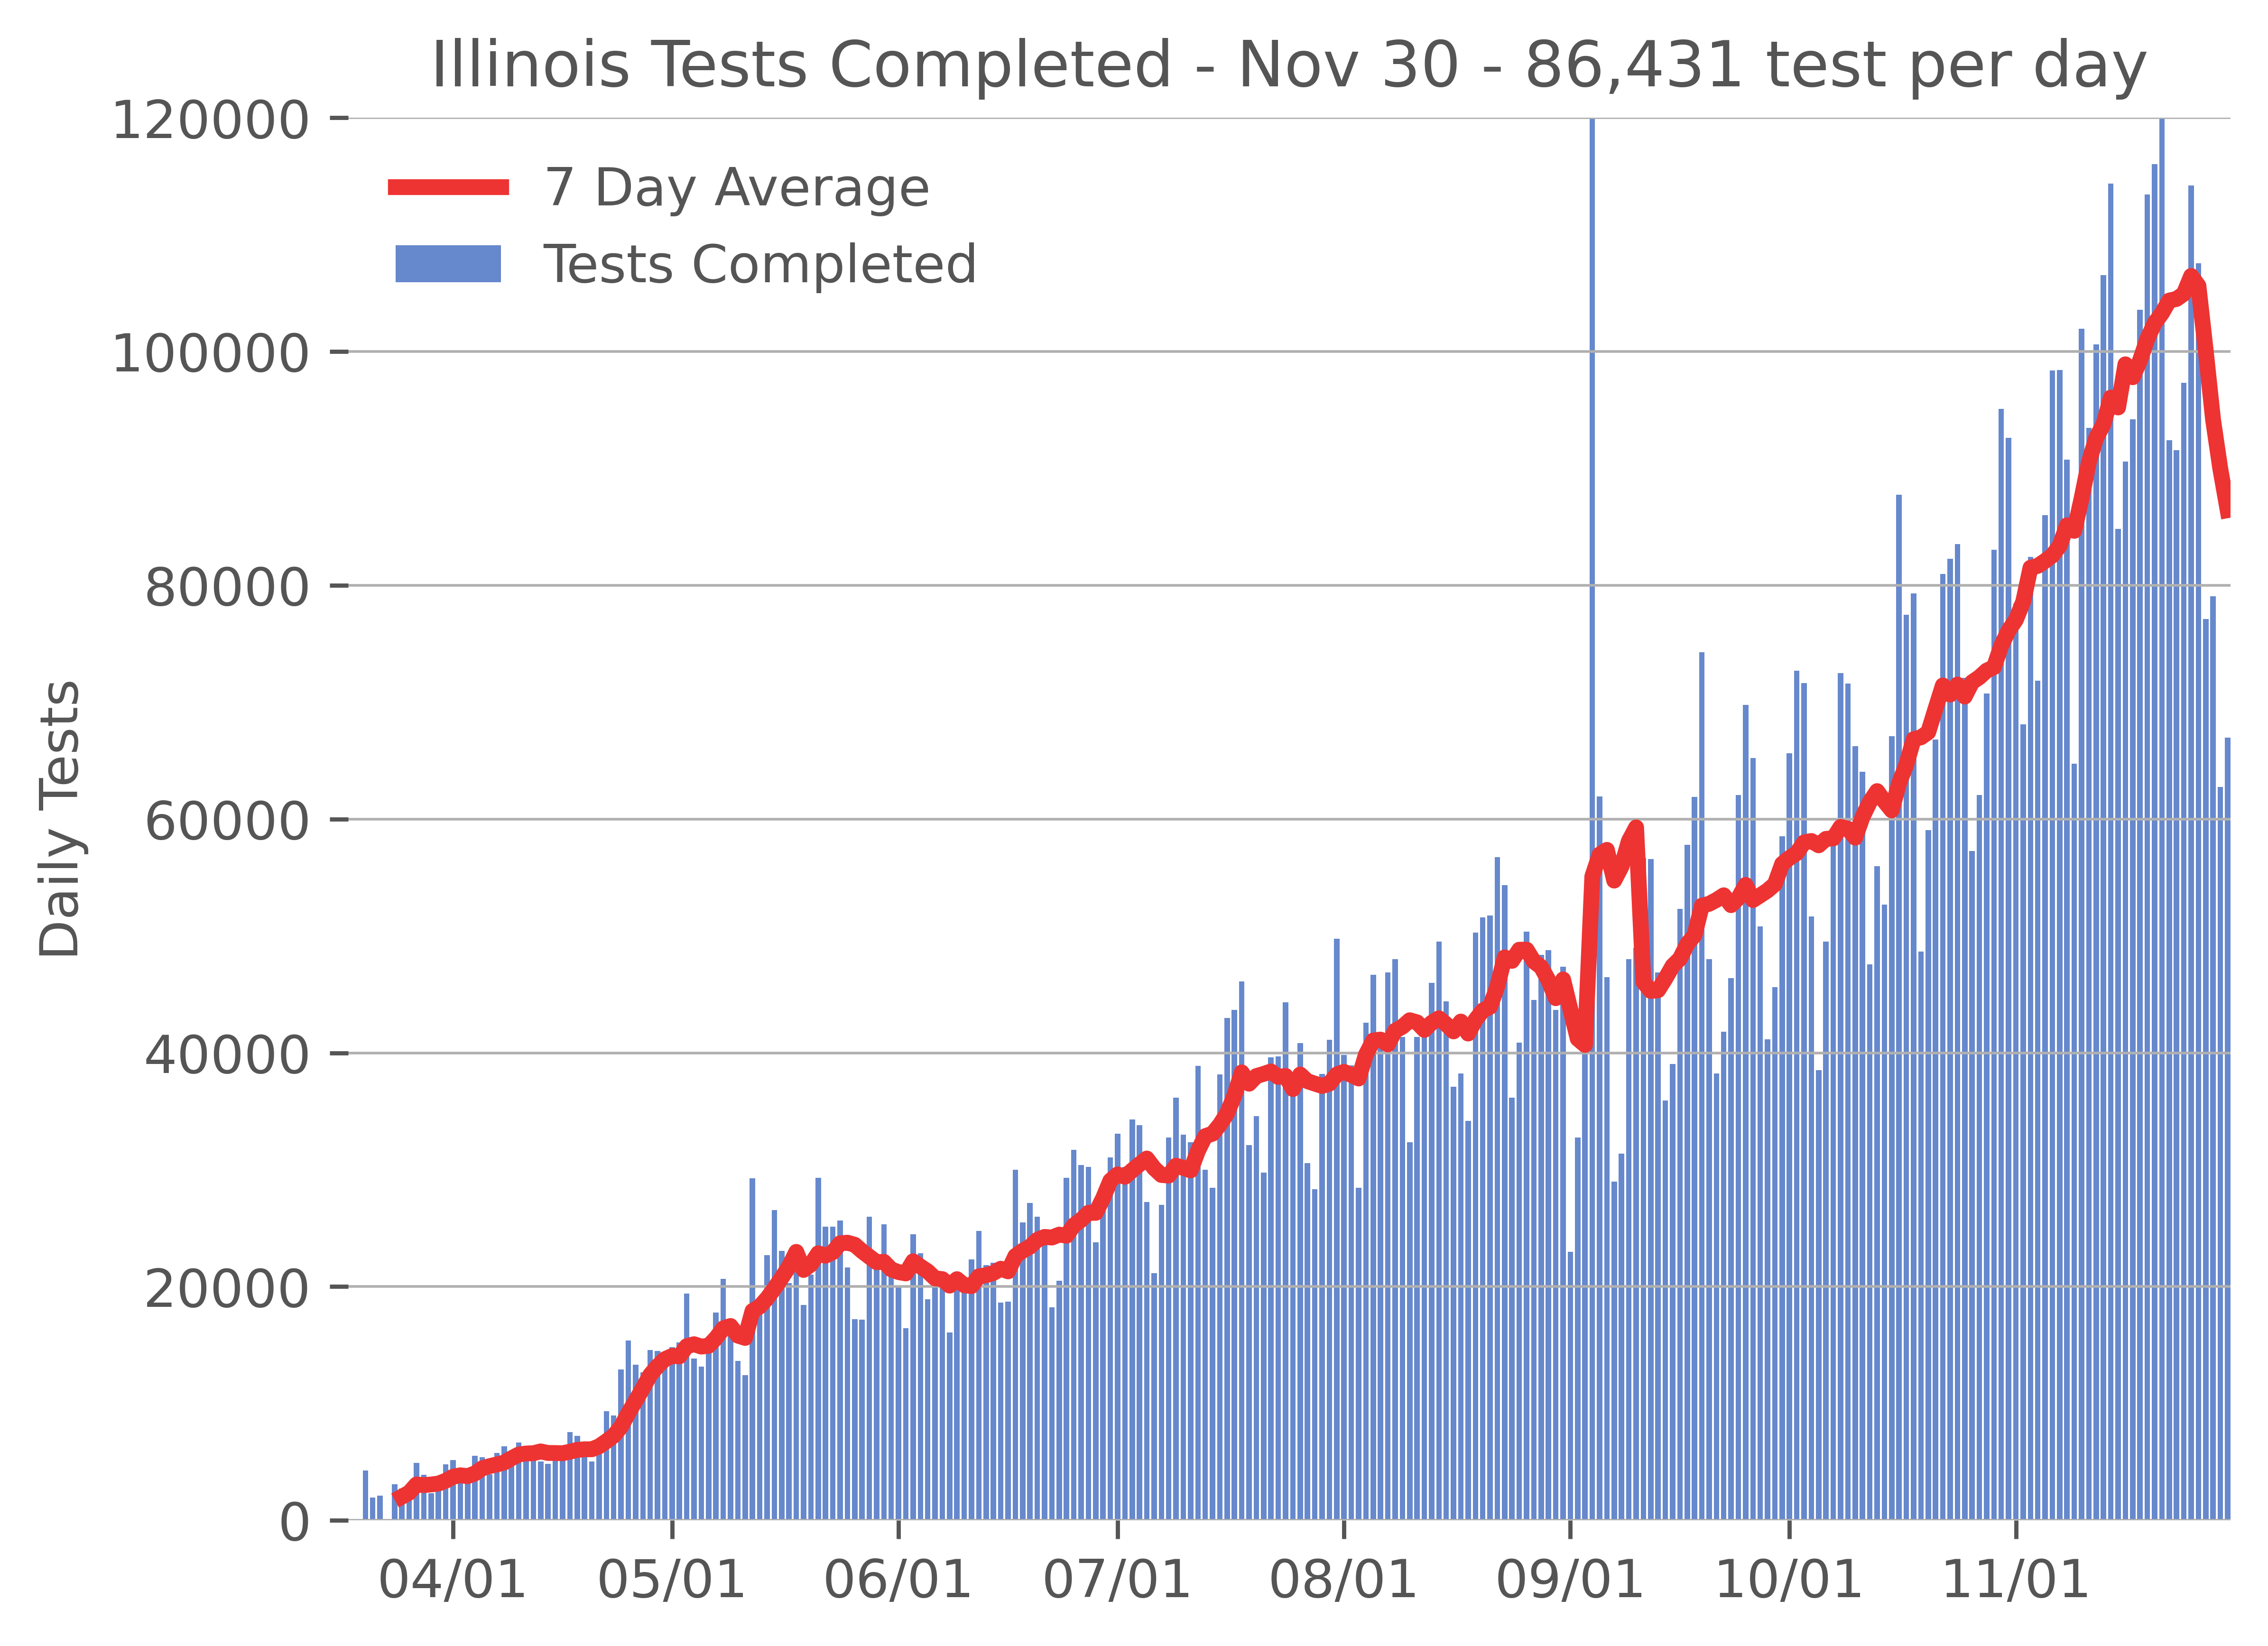 Illinois Tests Completed - Nov 30 - 86,431 test per day
120000
7 Day Average
Tests Completed
100000
80000
60000
40000
20000
0
Daily Tests
04/01 05/01 06/01 07/01 08/01 09/01 10/01 11/01